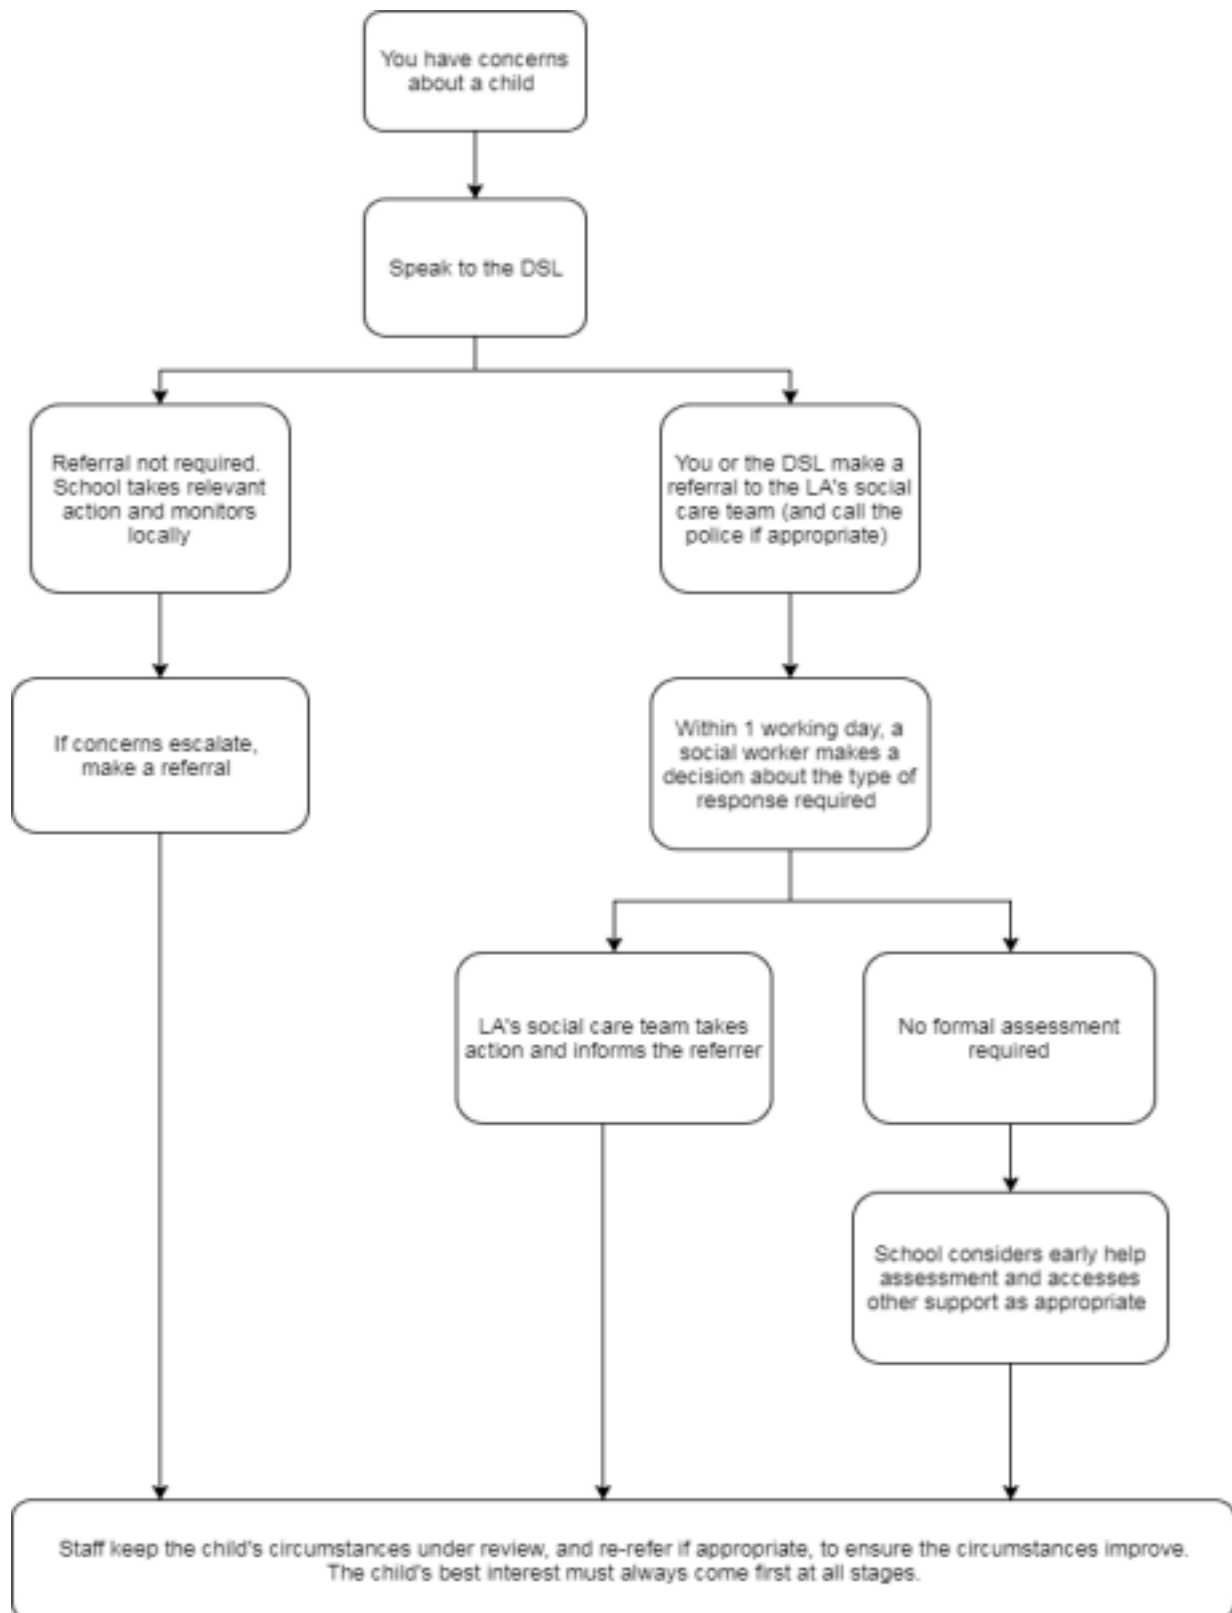 You have concerns
about a child
Speak to the DSL
Referral not required.
School takes relevant
action and monitors
locally
You or the DSL make a
referral to the LA's social
care team (and call the
police if appropriate)
If concerns escalate,
make a referral
Within 1 working day, a
social worker makes a
decision about the type of
response required
LA's social care team takes
action and informs the referrer
No formal assessment
required
School considers early help
assessment and accesses
other support as appropriate
Staff keep the child's circumstances under review, and re-refer if appropriate, to ensure the circumstances improve.
The child's best interest must always come first at all stages.